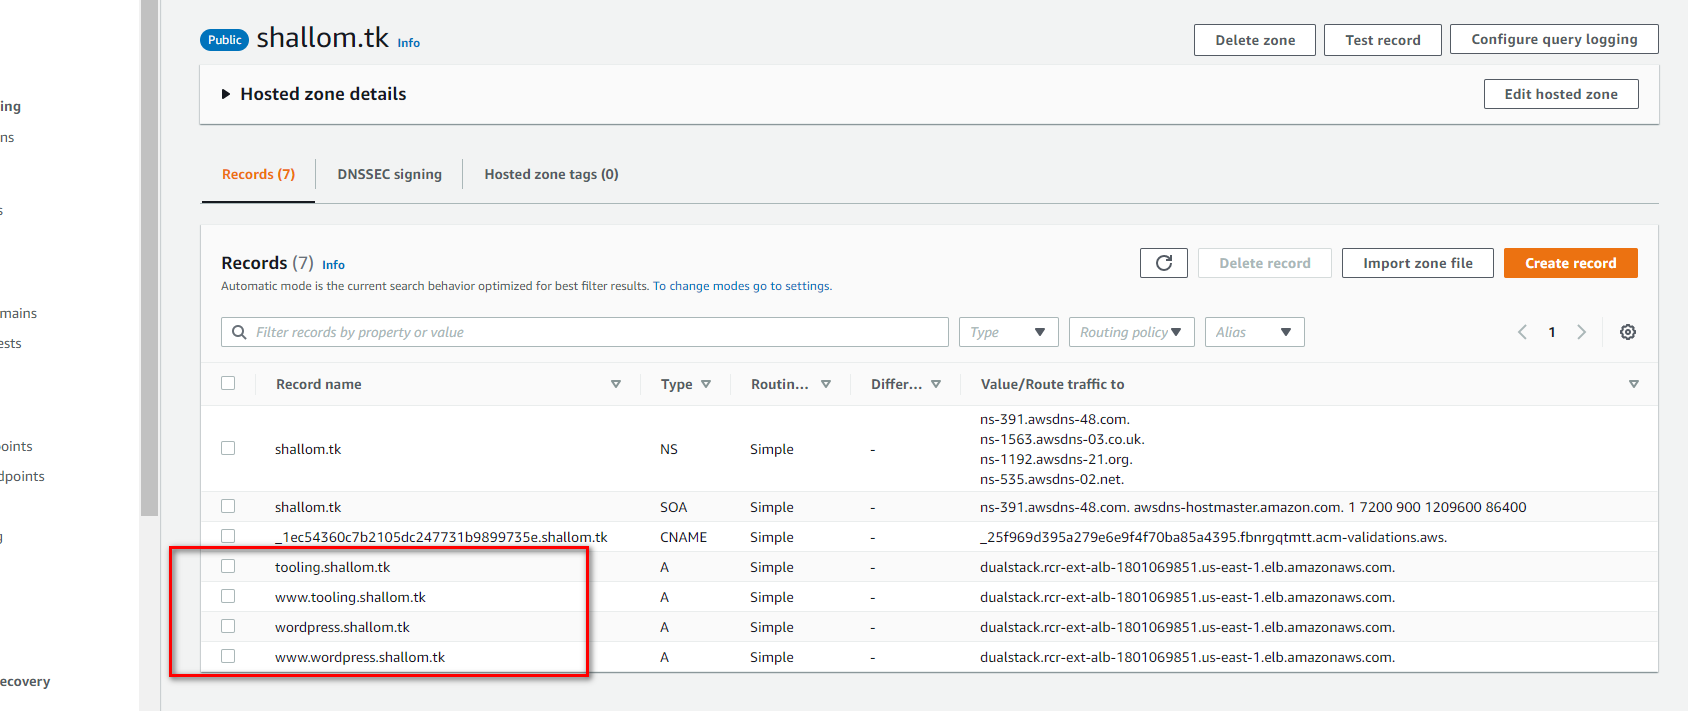 Public shallom.tk Info
Delete zone Test record Configure query logging
Hosted zone details Edit hosted zone
ing
ns
s
mains
ests
oints
dpoints
g
ecovery
Records (7) DNSSEC signing Hosted zone tags (0)
Records (7) Info
Delete record Import zone file Create record
Automatic mode is the current search behavior optimized for best filter results. To change modes go to settings.
Filter records by property or value Type Routing policy Alias 1
Record name Type Routin... Differ... Value/Route traffic to
ns-391.awsdns-48.com.
ns-1563.awsdns-03.co.uk.
shallom.tk NS Simple -
ns-1192.awsdns-21.org.
ns-535.awsdns-02.net.
shallom.tk SOA Simple - ns-391.awsdns-48.com. awsdns-hostmaster.amazon.com. 1 7200 900 1209600 86400
_1ec54360c7b2105dc247731b9899735e.shallom.tk CNAME Simple - _25f969d395a279e6e9f4f70ba85a4395.fbnrgqtmtt.acm-validations.aws.
tooling.shallom.tk A Simple - dualstack.rcr-ext-alb-1801069851.us-east-1.elb.amazonaws.com.
www.tooling.shallom.tk A Simple - dualstack.rcr-ext-alb-1801069851.us-east-1.elb.amazonaws.com.
wordpress.shallom.tk A Simple - dualstack.rcr-ext-alb-1801069851.us-east-1.elb.amazonaws.com.
www.wordpress.shallom.tk A Simple - dualstack.rcr-ext-alb-1801069851.us-east-1.elb.amazonaws.com.